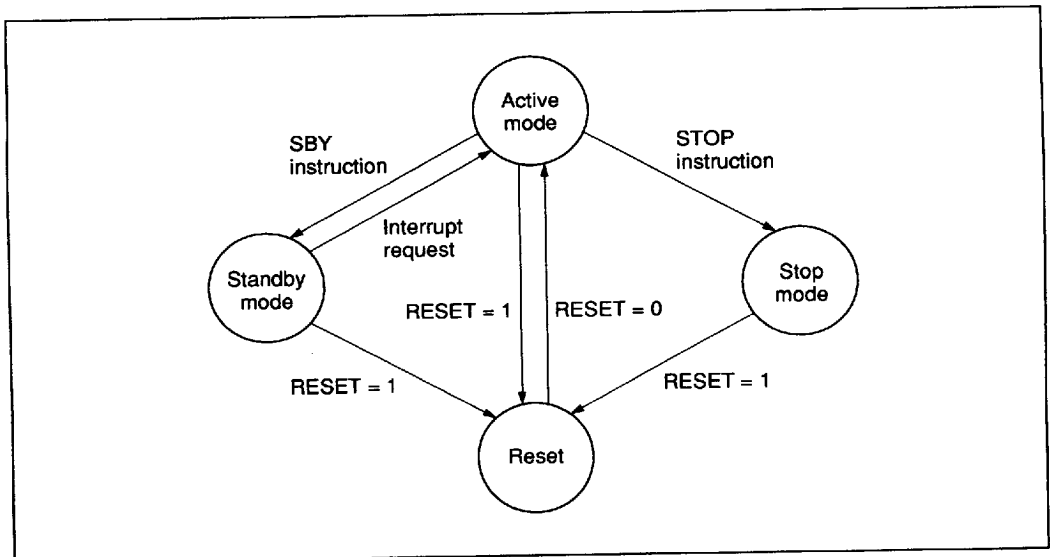 Active
mode
SBY
instruction
STOP
instruction
Interrupt
request
Standby
mode
Stop
mode
RESET = 1
RESET = 0
RESET = 1
RESET = 1
Reset